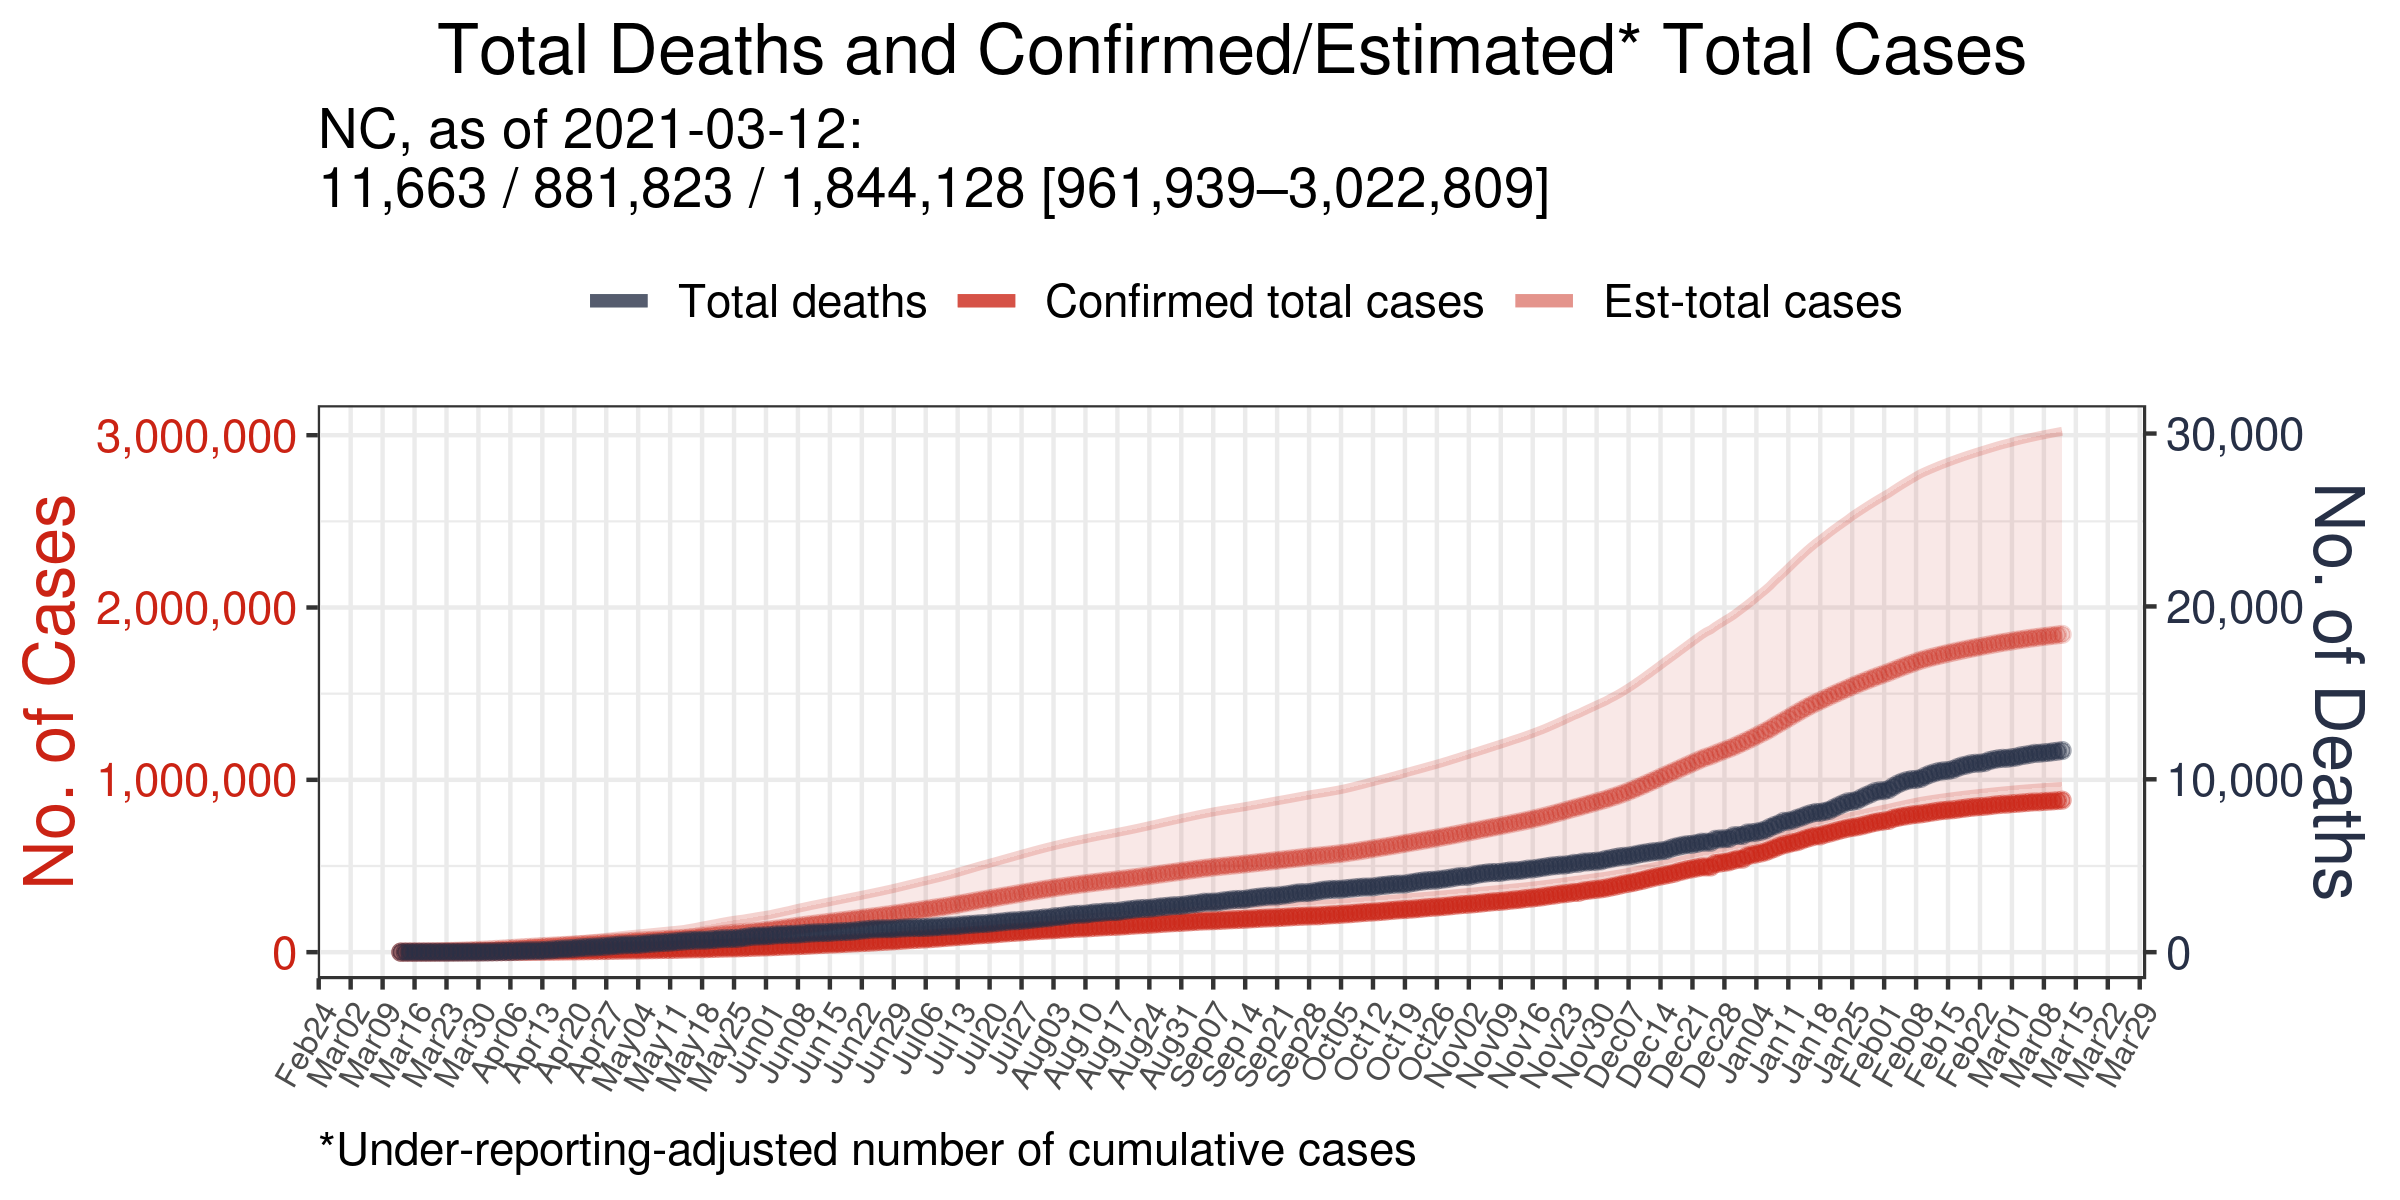 Total Deaths and Confirmed/Estimated* Total Cases
NC, as of 2021-03-12:
11,663 / 881,823 / 1,844,128 [961,939–3,022,809]
Total deaths
Confirmed total cases
Est-total cases
No. of Cases
3,000,000
2,000,000
1,000,000
0
30,000
20,000
10,000
0
No. of Deaths
Feb24
Mar02
Mar09
Mar16
Mar23
Mar30
Apr06
Apr13
Apr20
Apr27
May04
May11
May18
May25
Jun01
Jun08
Jun15
Jun22
Jun29
Jul06
Jul13
Jul20
Jul27
Aug03
Aug10
Aug17
Aug24
Aug31
Sep07
Sep14
Sep21
Sep28
Oct05
Oct12
Oct19
Oct26
Nov02
Nov09
Nov16
Nov23
Nov30
Dec07
Dec14
Dec21
Dec28
Jan04
Jan11
Jan18
Jan25
Feb01
Feb08
Feb15
Feb22
Mar01
Mar08
Mar15
Mar22
Mar29
*Under-reporting-adjusted number of cumulative cases